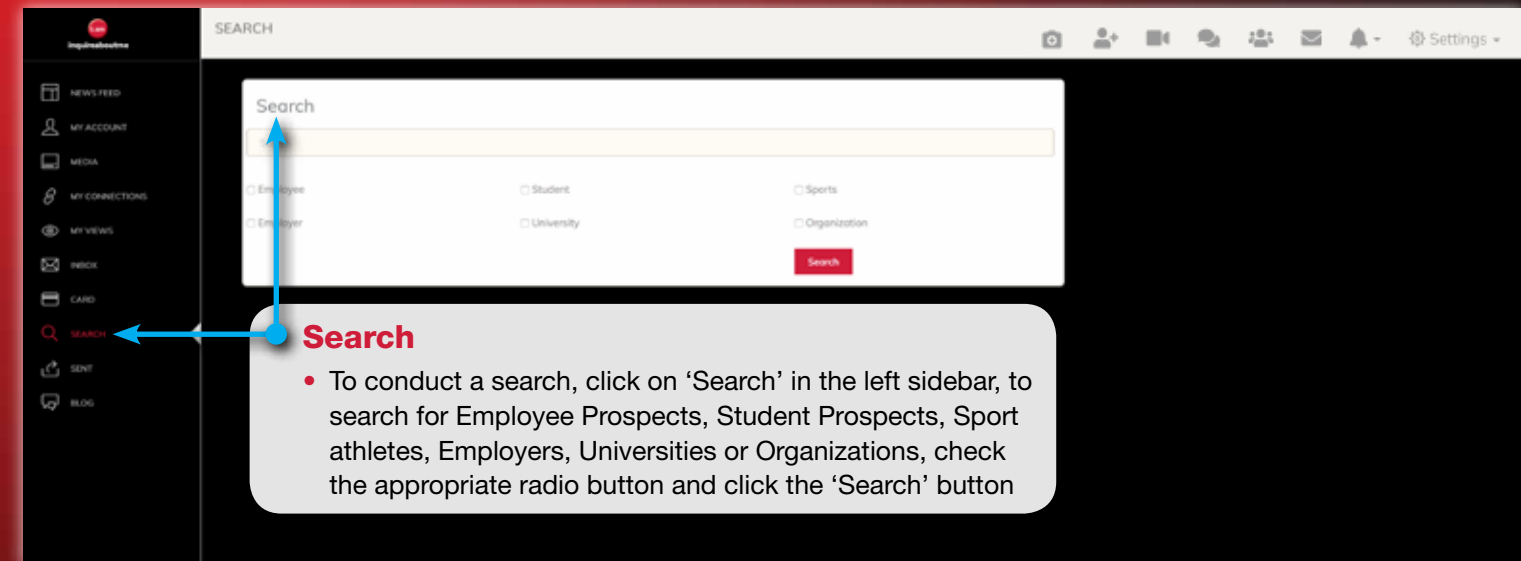 i.am
inquireaboutme
SEARCH
Settings
NEWS FEED
MY ACCOUNT
MEDIA
MY CONNECTIONS
MY VIEWS
INBOX
CARD
SEARCH
SENT
BLOG
Search
Employee Student Sports
Employer University Organization
Search
Search
• To conduct a search, click on ‘Search’ in the left sidebar, to
search for Employee Prospects, Student Prospects, Sport
athletes, Employers, Universities or Organizations, check
the appropriate radio button and click the ‘Search’ button